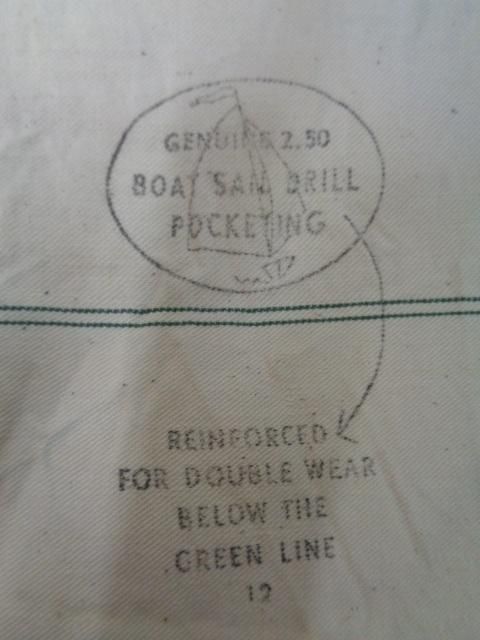 GENUINE 2.50
BOAT SAIL DRILL
POCKETING
REINFORCED
FOR DOUBLE WEAR
BELOW THE
GREEN LINE
12